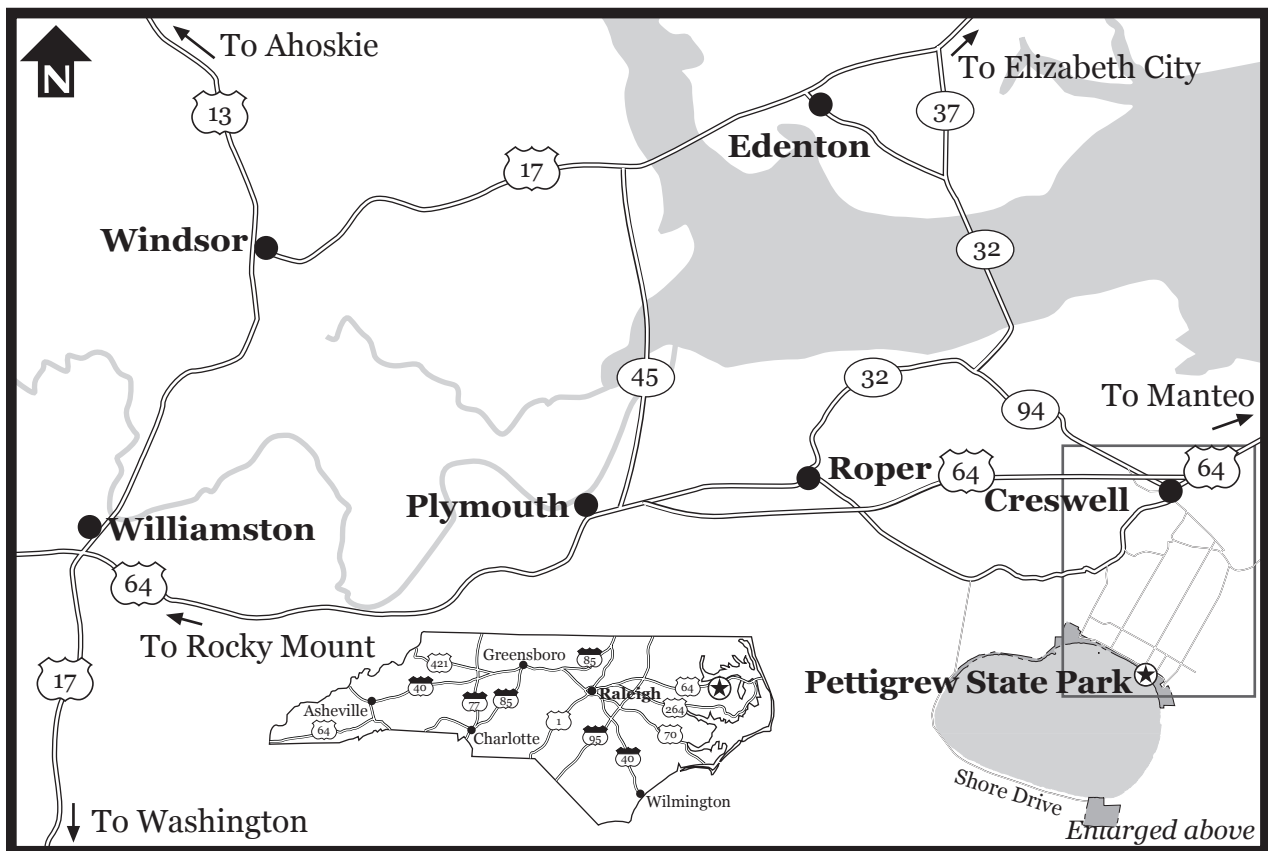 To Ahoskie
N
To Elizabeth City
13
37
Edenton
17
Windsor
32
45
32
To Manteo
94
Roper
64
64
Creswell
Plymouth
Williamston
64
To Rocky Mount
17
Pettigrew State Park
421
Greensboro
85
40
77
85
Raleigh
64
264
Asheville
64
Charlotte
1
95
70
40
Wilmington
Shore Drive
To Washington
Enlarged above